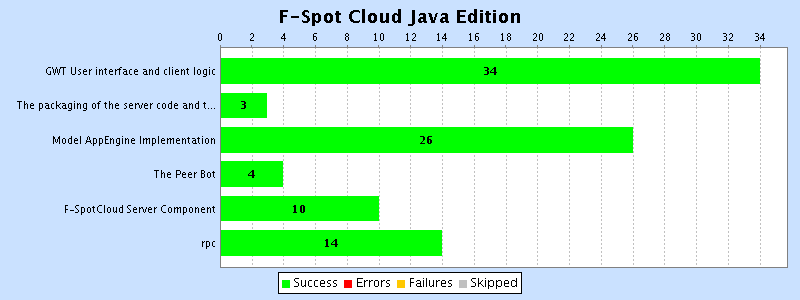 F-Spot Cloud Java Edition
0 2 4 6 8 10 12 14 16 18 20 22 24 26 28 30 32 34
GWT User interface and client logic 34
The packaging of the server code and t... 3
Model AppEngine Implementation 26
The Peer Bot 4
F-SpotCloud Server Component 10
rpc 14
Success Errors Failures Skipped